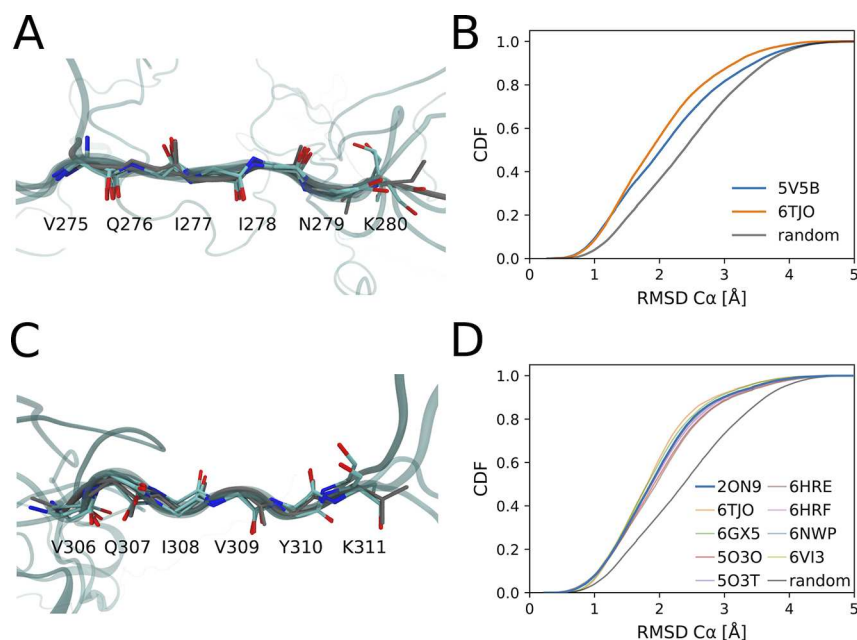 A
V275 Q276 I277 I278 N279 K280
B
CDF
1.0
0.8
0.6
0.4
0.2
0.0
5V5B
6TJO
random
0 1 2 3 4 5
RMSD Cα [Å]
C
V306 Q307 I308 V309 Y310 K311
D
CDF
1.0
0.8
0.6
0.4
0.2
0.0
2ON9 6HRE
6TJO 6HRF
6GX5 6NWP
5O3O 6VI3
5O3T random
0 1 2 3 4 5
RMSD Cα [Å]